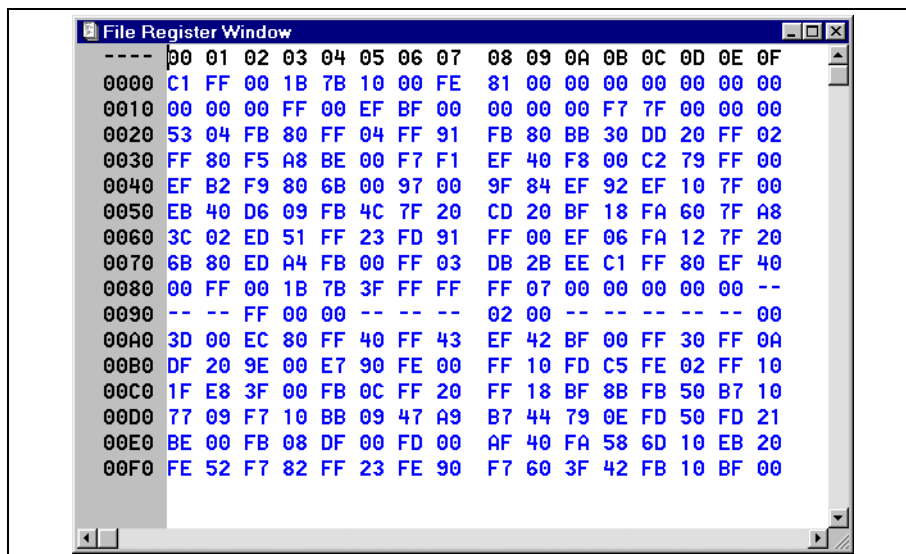 File Register Window
---- 00 01 02 03 04 05 06 07 08 09 0A 0B 0C 0D 0E 0F
0000 C1 FF 00 1B 7B 10 00 FE 81 00 00 00 00 00 00 00
0010 00 00 00 FF 00 EF BF 00 00 00 00 F7 7F 00 00 00
0020 53 04 FB 80 FF 04 FF 91 FB 80 BB 30 DD 20 FF 02
0030 FF 80 F5 A8 BE 00 F7 F1 EF 40 F8 00 C2 79 FF 00
0040 EF B2 F9 80 6B 00 97 00 9F 84 EF 92 EF 10 7F 00
0050 EB 40 D6 09 FB 4C 7F 20 CD 20 BF 18 FA 60 7F A8
0060 3C 02 ED 51 FF 23 FD 91 FF 00 EF 06 FA 12 7F 20
0070 6B 80 ED A4 FB 00 FF 03 DB 2B EE C1 FF 80 EF 40
0080 00 FF 00 1B 7B 3F FF FF FF 07 00 00 00 00 00 --
0090 -- -- FF 00 00 -- -- -- 02 00 -- -- -- -- -- 00
00A0 3D 00 EC 80 FF 40 FF 43 EF 42 BF 00 FF 30 FF 0A
00B0 DF 20 9E 00 E7 90 FE 00 FF 10 FD C5 FE 02 FF 10
00C0 1F E8 3F 00 FB 0C FF 20 FF 18 BF 8B FB 50 B7 10
00D0 77 09 F7 10 BB 09 47 A9 B7 44 79 0E FD 50 FD 21
00E0 BE 00 FB 08 DF 00 FD 00 AF 40 FA 58 6D 10 EB 20
00F0 FE 52 F7 82 FF 23 FE 90 F7 60 3F 42 FB 10 BF 00